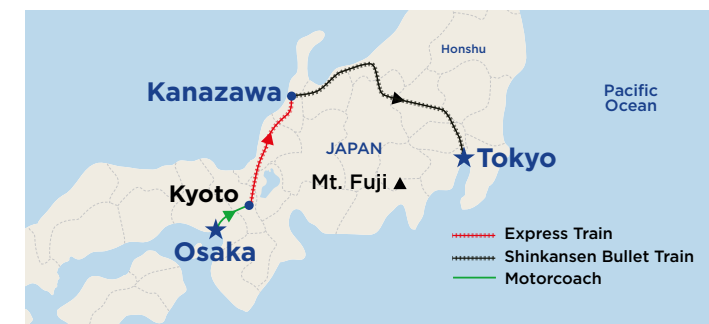 Honshu
Kanazawa
Pacific
Ocean
JAPAN
Tokyo
Kyoto
Mt. Fuji
Osaka
Express Train
Shinkansen Bullet Train
Motorcoach